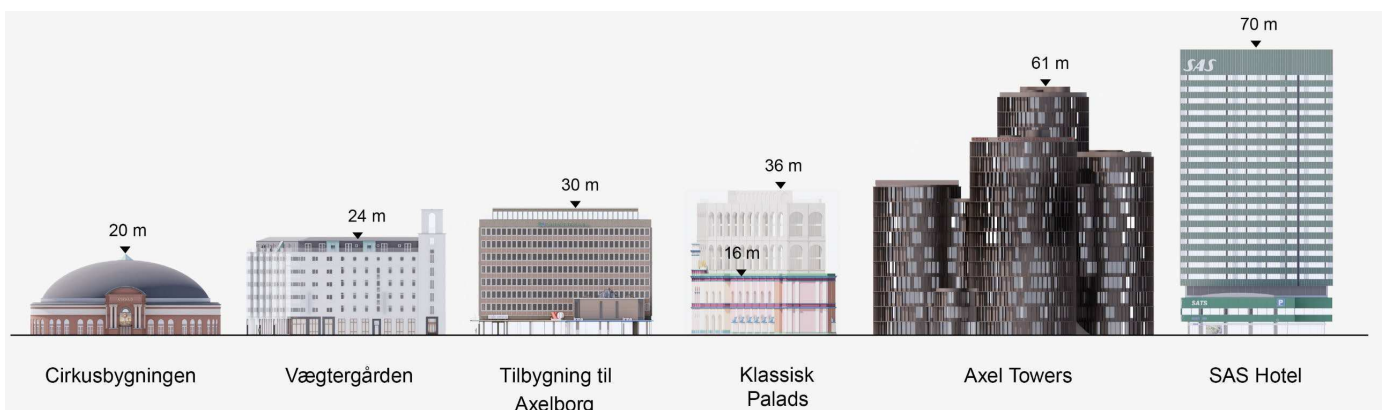 70 m
61 m
SAS
36 m
30 m
24 m
20 m
16 m
SATS
P
Cirkusbygningen
Vægtergården
Tilbygning til
Axelborg
Klassisk
Palads
Axel Towers
SAS Hotel